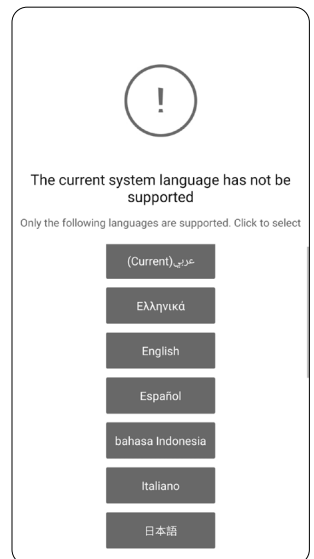 !
The current system language has not be
supported
Only the following languages are supported. Click to select
عربي(Current)
Ελληνικά
English
Español
bahasa Indonesia
Italiano
日本語